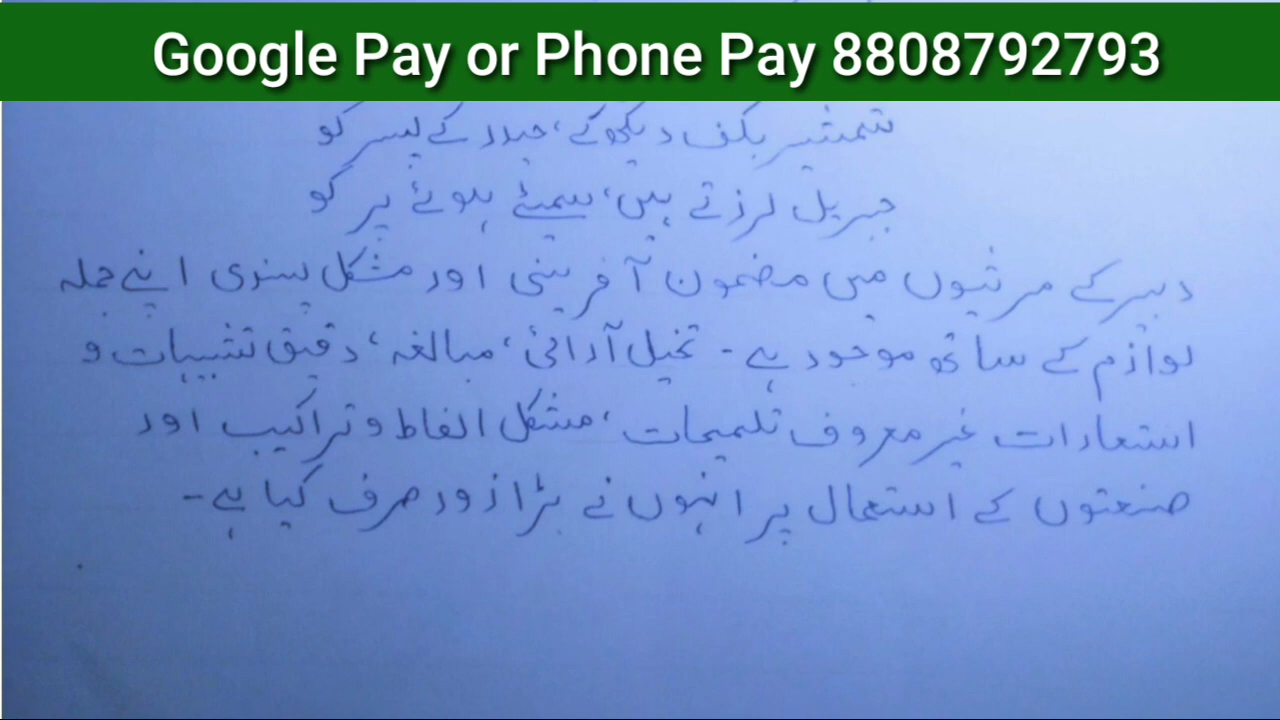 Google Pay or Phone Pay 8808792793
شمشیر بکف دیکھ کے، حیدر کے پسر کو
جبریل لرزتے ہیں، سمیٹے ہوئے پر کو
دبیر کے مرثیوں میں مضمون آفرینی اور مشکل پسندی اپنے جملہ
لوازم کے ساتھ موجود ہے ۔ تخیل آرائی، مبالغہ، دقیق تشبیہات و
استعارات غیر معروف تلمیحات، مشکل الفاظ و تراکیب اور
صنعتوں کے استعمال پر انہوں نے بڑا زور صرف کیا ہے ۔